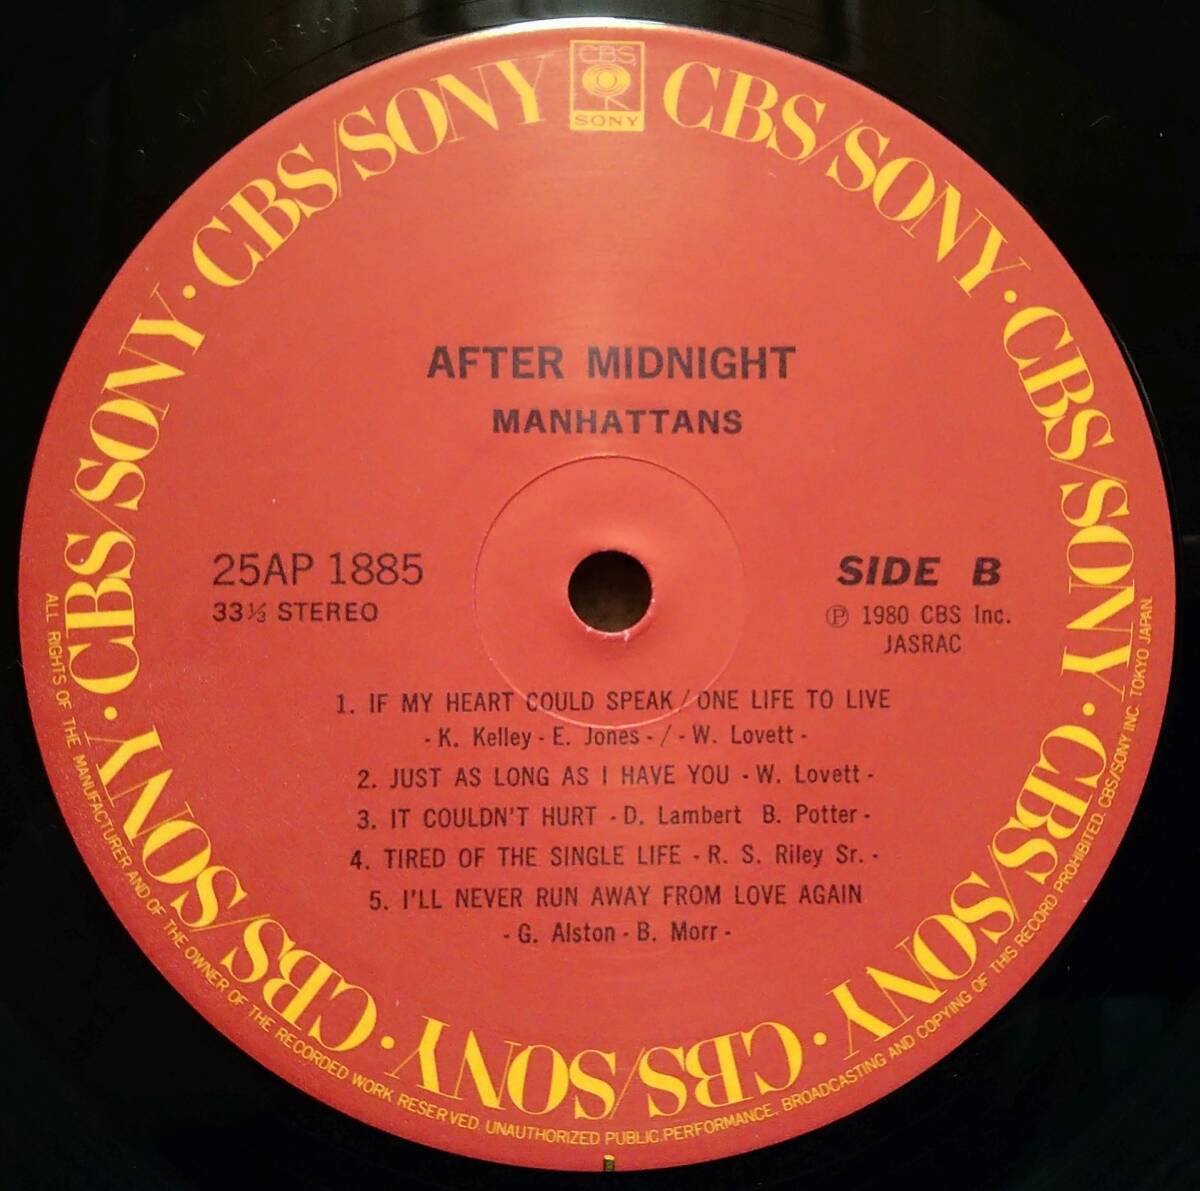 CBS
SONY
CBS/SONY · CBS/SONY · CBS/SONY · CBS/SONY · CBS/SONY · CBS/SONY · CBS/SONY · CBS/SONY
AFTER MIDNIGHT
MANHATTANS
25AP 1885
33⅓ STEREO
SIDE B
Ⓟ 1980 CBS Inc.
JASRAC
1. IF MY HEART COULD SPEAK / ONE LIFE TO LIVE
- K. Kelley - E. Jones - / - W. Lovett -
2. JUST AS LONG AS I HAVE YOU - W. Lovett -
3. IT COULDN'T HURT - D. Lambert B. Potter -
4. TIRED OF THE SINGLE LIFE - R. S. Riley Sr. -
5. I'LL NEVER RUN AWAY FROM LOVE AGAIN
- G. Alston - B. Morr -
ALL RIGHTS OF THE MANUFACTURER AND OF THE OWNER OF THE RECORDED WORK RESERVED. UNAUTHORIZED PUBLIC PERFORMANCE, BROADCASTING AND COPYING OF THIS RECORD PROHIBITED. CBS/SONY INC. TOKYO JAPAN.